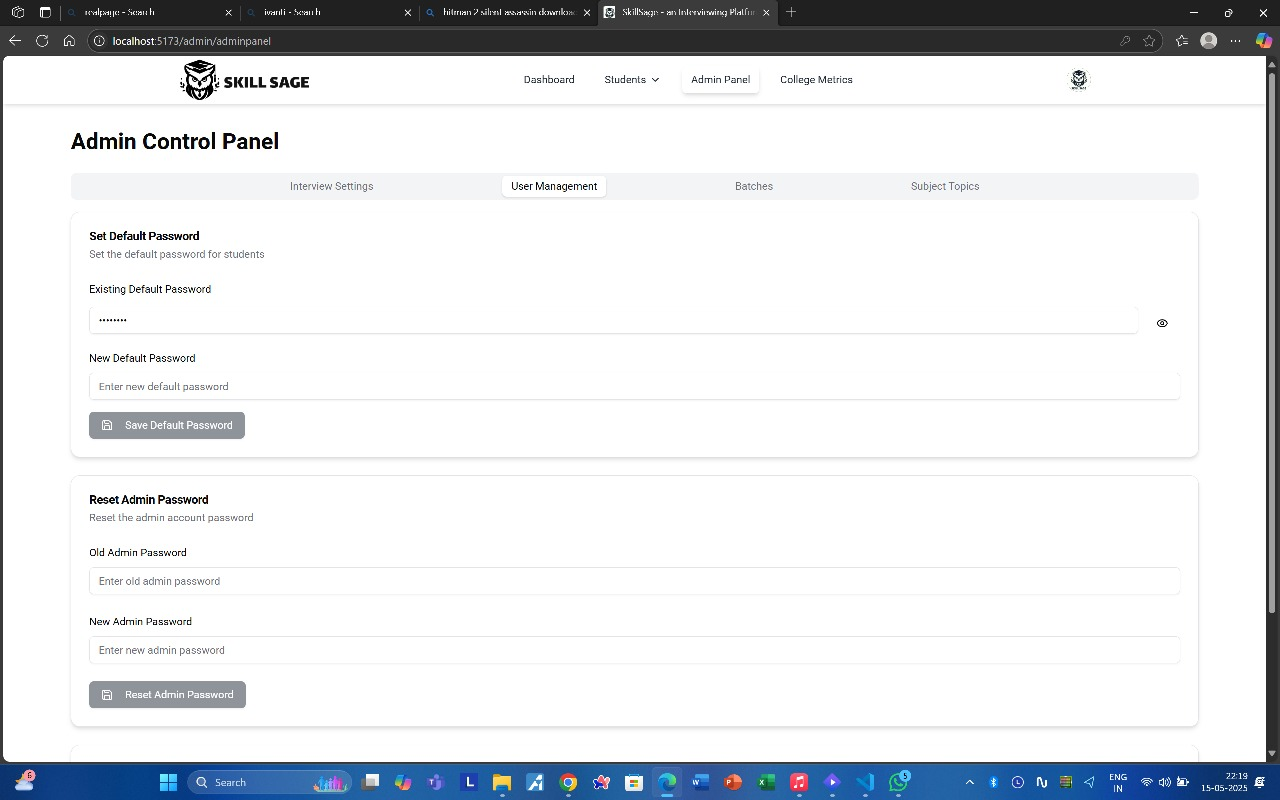 realpage - Search
ivanti - Search
hitman 2 silent assassin downloac
SkillSage - an Interviewing Platfor
localhost:5173/admin/adminpanel
SKILL SAGE
Dashboard
Students
Admin Panel
College Metrics
Admin Control Panel
Interview Settings
User Management
Batches
Subject Topics
Set Default Password
Set the default password for students
Existing Default Password
••••••••
New Default Password
Enter new default password
Save Default Password
Reset Admin Password
Reset the admin account password
Old Admin Password
Enter old admin password
New Admin Password
Enter new admin password
Reset Admin Password
6
Search
L
5
ENG
IN
22:19
15-05-2025